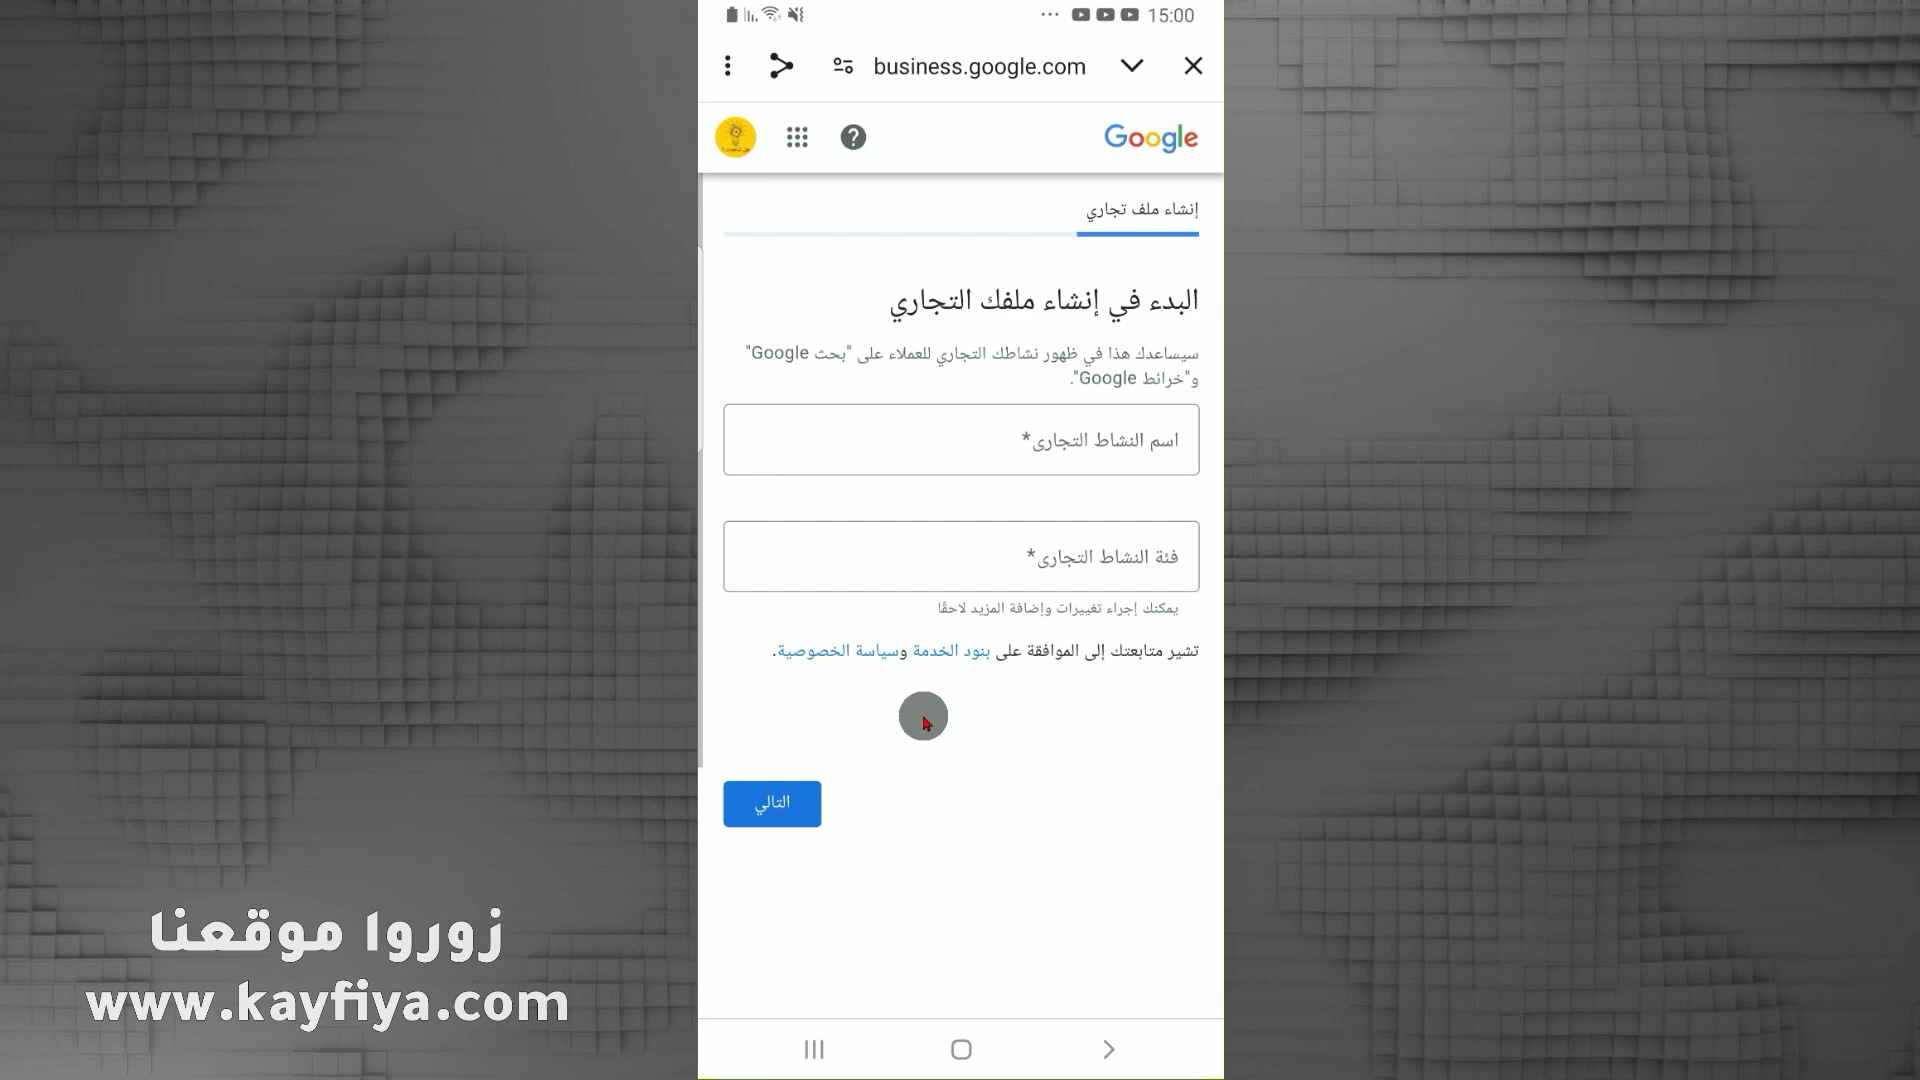 15:00
business.google.com
Google
إنشاء ملف تجاري
البدء في إنشاء ملفك التجاري
سيساعدك هذا في ظهور نشاطك التجاري للعملاء على "بحث Google"
و"خرائط Google".
اسم النشاط التجاري*
فئة النشاط التجاري*
يمكنك إجراء تغييرات وإضافة المزيد لاحقًا
تشير متابعتك إلى الموافقة على بنود الخدمة وسياسة الخصوصية.
التالي
زوروا موقعنا
www.kayfiya.com